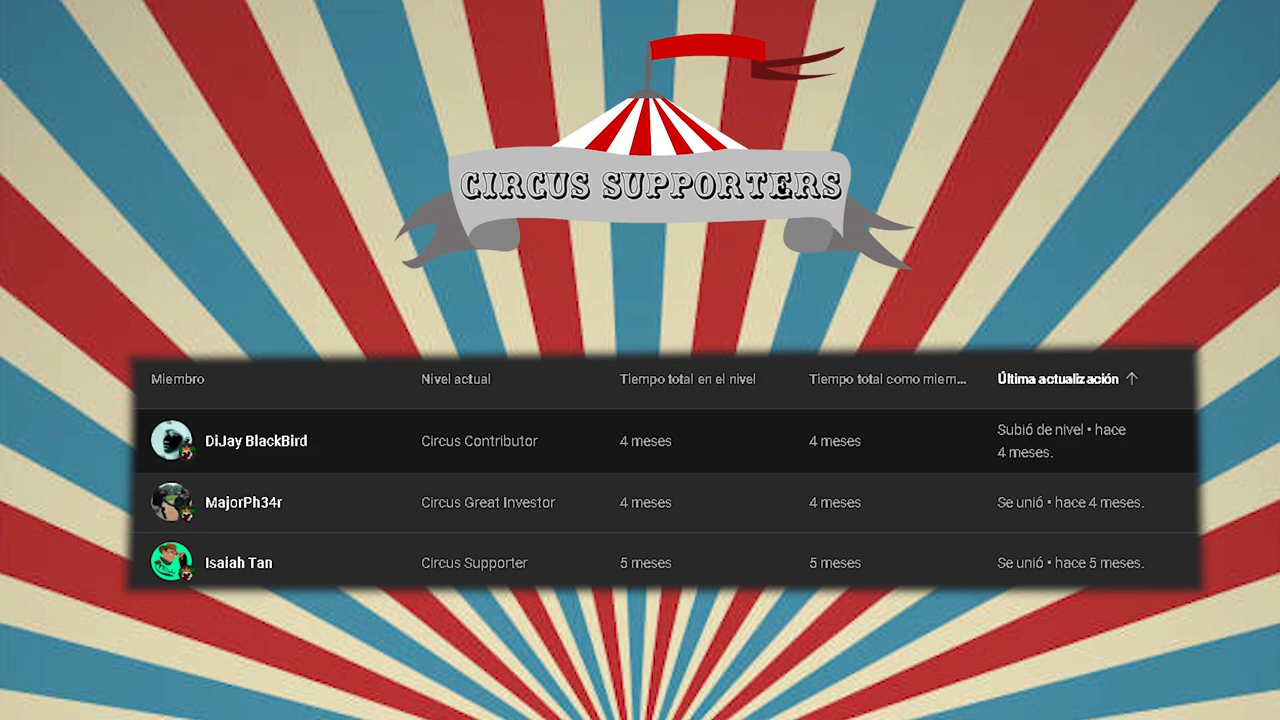 CIRCUS SUPPORTERS
Miembro Nivel actual Tiempo total en el nivel Tiempo total como miem... Última actualización ↑
DiJay BlackBird Circus Contributor 4 meses 4 meses Subió de nivel • hace
4 meses.
MajorPh34r Circus Great Investor 4 meses 4 meses Se unió • hace 4 meses.
Isaiah Tan Circus Supporter 5 meses 5 meses Se unió • hace 5 meses.